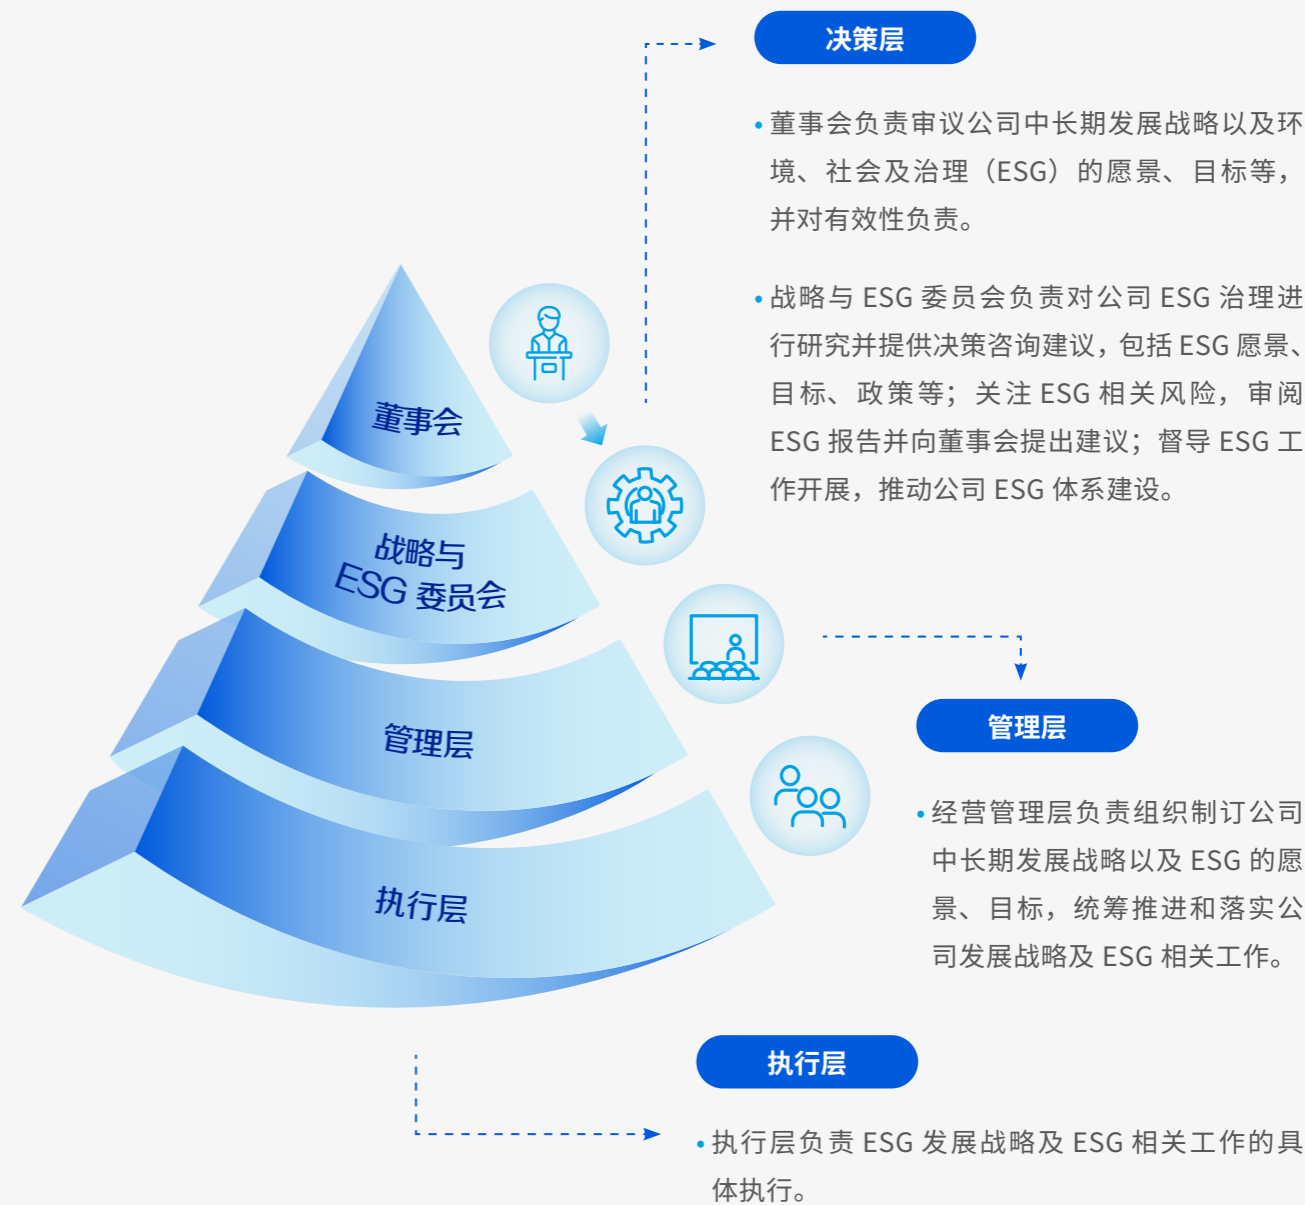 决策层
•董事会负责审议公司中长期发展战略以及环
境、社会及治理（ESG）的愿景、目标等，
并对有效性负责。
•战略与 ESG 委员会负责对公司 ESG 治理进
行研究并提供决策咨询建议，包括 ESG 愿景、
目标、政策等；关注 ESG 相关风险，审阅
ESG 报告并向董事会提出建议；督导 ESG 工
作开展，推动公司 ESG 体系建设。
董事会
战略与
ESG 委员会
管理层
执行层
管理层
•经营管理层负责组织制订公司
中长期发展战略以及 ESG 的愿
景、目标，统筹推进和落实公
司发展战略及 ESG 相关工作。
执行层
•执行层负责 ESG 发展战略及 ESG 相关工作的具
体执行。